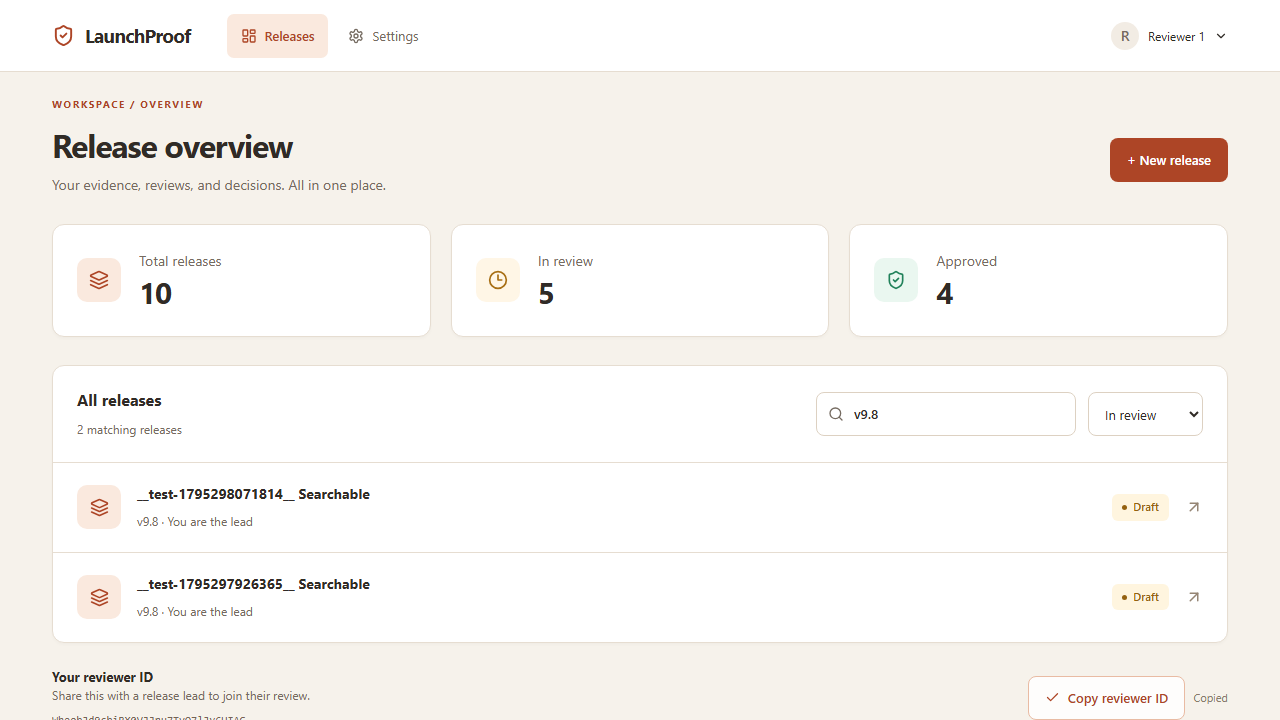 LaunchProof
Releases
Settings
R
Reviewer 1
WORKSPACE / OVERVIEW
Release overview
Your evidence, reviews, and decisions. All in one place.
+ New release
Total releases
10
In review
5
Approved
4
All releases
2 matching releases
v9.8
In review
__test-1795298071814__ Searchable
v9.8 · You are the lead
Draft
__test-1795297926365__ Searchable
v9.8 · You are the lead
Draft
Your reviewer ID
Share this with a release lead to join their review.
Copy reviewer ID
Copied